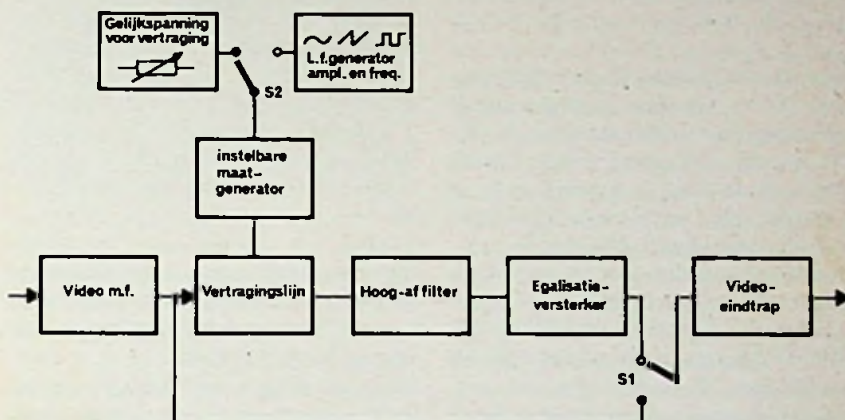 Gelijkspanning
voor vertraging
L.f.generator
ampl. en freq.
S2
instelbare
maat-
generator
Video m.f.
Vertragingslijn
Hoog-af filter
Egalisatie-
versterker
Video-
eindtrap
S1